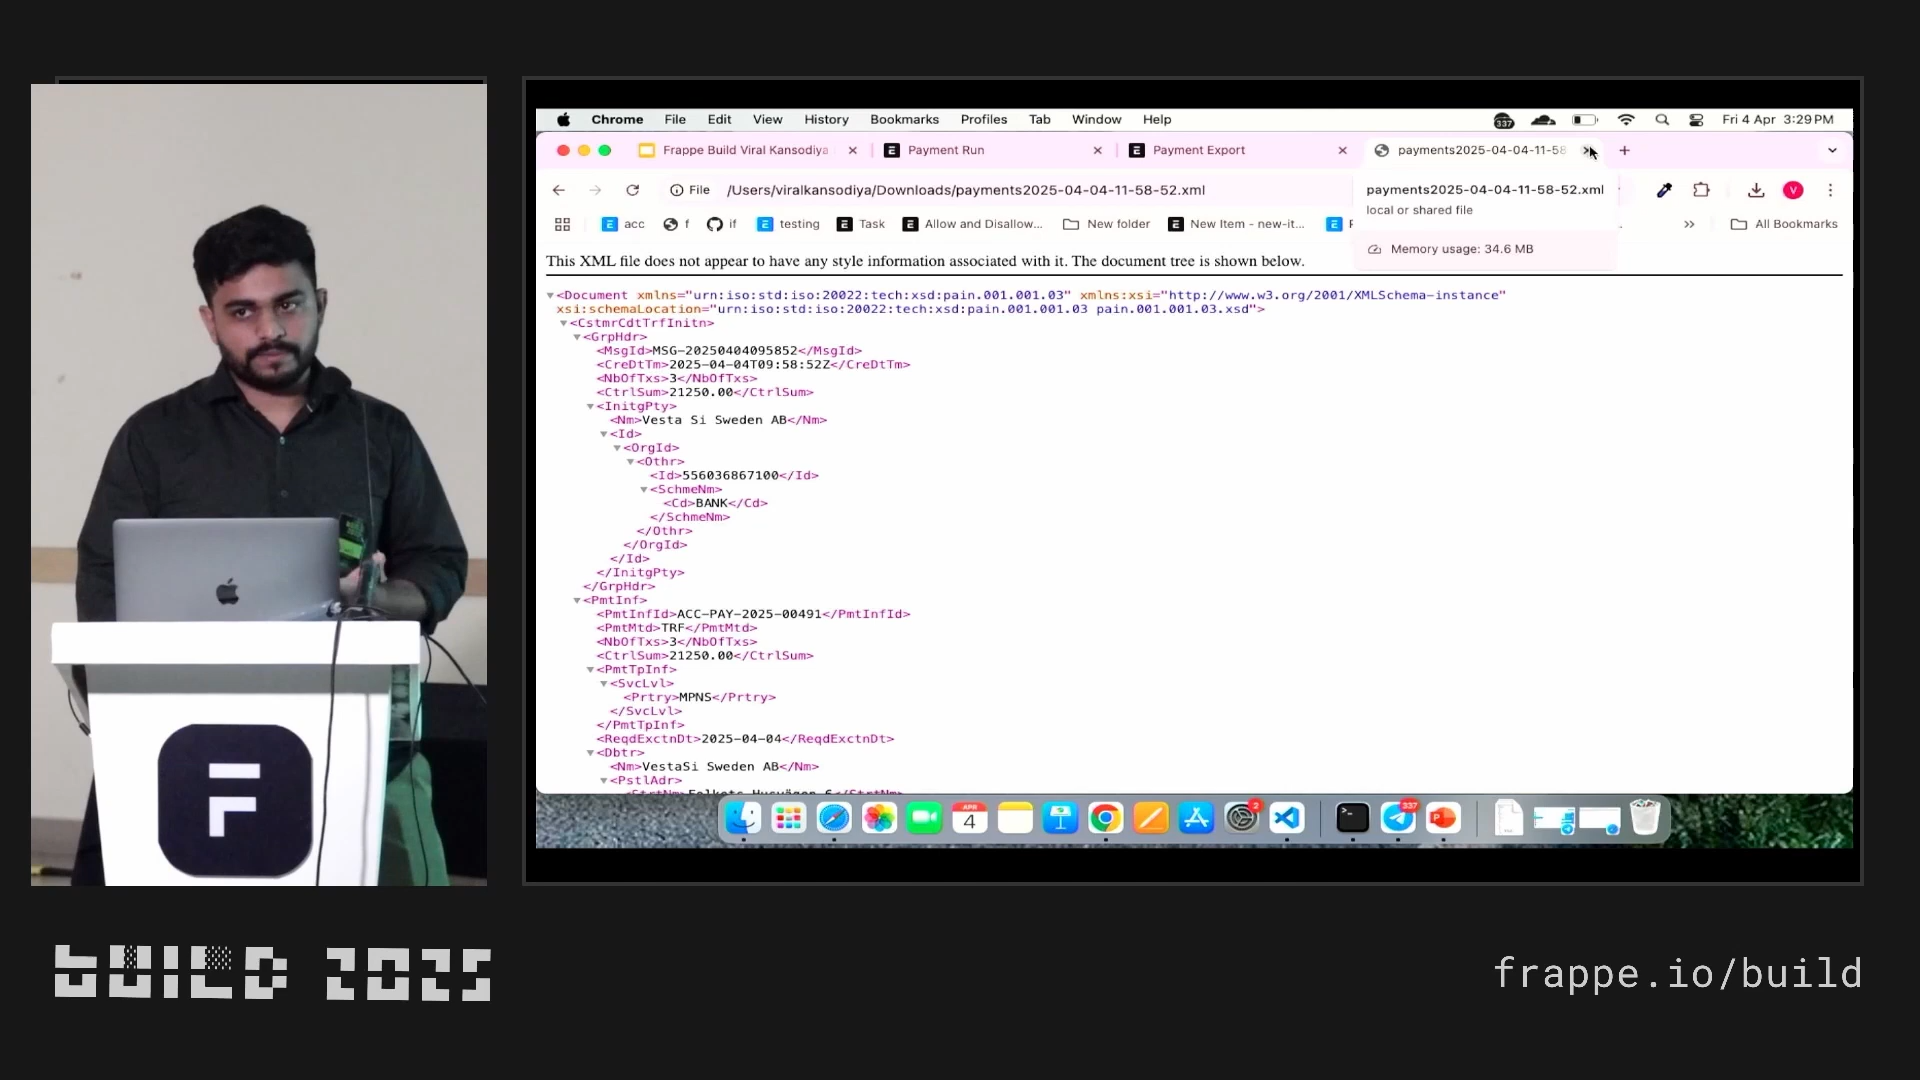 Chrome File Edit View History Bookmarks Profiles Tab Window Help 337 Fri 4 Apr 3:29 PM
Frappe Build Viral Kansodiya Payment Run Payment Export payments2025-04-04-11-58
File /Users/viralkansodiya/Downloads/payments2025-04-04-11-58-52.xml V
payments2025-04-04-11-58-52.xml
local or shared file
Memory usage: 34.6 MB
acc f if testing Task Allow and Disallow... New folder New Item - new-it... All Bookmarks
This XML file does not appear to have any style information associated with it. The document tree is shown below.
<Document xmlns="urn:iso:std:iso:20022:tech:xsd:pain.001.001.03" xmlns:xsi="http://www.w3.org/2001/XMLSchema-instance"
xsi:schemaLocation="urn:iso:std:iso:20022:tech:xsd:pain.001.001.03 pain.001.001.03.xsd">
<CstmrCdtTrfInitn>
<GrpHdr>
<MsgId>MSG-20250404095852</MsgId>
<CreDtTm>2025-04-04T09:58:52Z</CreDtTm>
<NbOfTxs>3</NbOfTxs>
<CtrlSum>21250.00</CtrlSum>
<InitgPty>
<Nm>Vesta Si Sweden AB</Nm>
<Id>
<OrgId>
<Othr>
<Id>556036867100</Id>
<SchmeNm>
<Cd>BANK</Cd>
</SchmeNm>
</Othr>
</OrgId>
</Id>
</InitgPty>
</GrpHdr>
<PmtInf>
<PmtInfId>ACC-PAY-2025-00491</PmtInfId>
<PmtMtd>TRF</PmtMtd>
<NbOfTxs>3</NbOfTxs>
<CtrlSum>21250.00</CtrlSum>
<PmtTpInf>
<SvcLvl>
<Prtry>MPNS</Prtry>
</SvcLvl>
</PmtTpInf>
<ReqdExctnDt>2025-04-04</ReqdExctnDt>
<Dbtr>
<Nm>VestaSi Sweden AB</Nm>
<PstlAdr>
APR
4
2
337
BUILD 2025
frappe.io/build